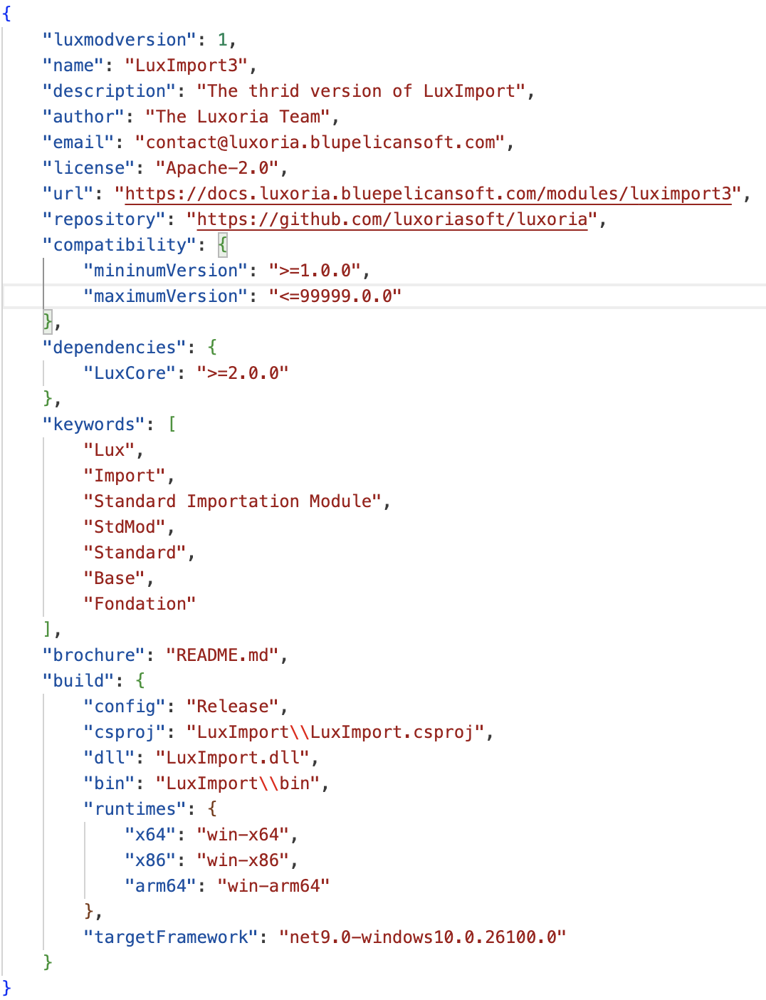 {
    "luxmodversion": 1,
    "name": "LuxImport3",
    "description": "The thrid version of LuxImport",
    "author": "The Luxoria Team",
    "email": "contact@luxoria.blupelicansoft.com",
    "license": "Apache-2.0",
    "url": "https://docs.luxoria.bluepelicansoft.com/modules/luximport3",
    "repository": "https://github.com/luxoriasoft/luxoria",
    "compatibility": {
        "mininumVersion": ">=1.0.0",
        "maximumVersion": "<=99999.0.0"
    },
    "dependencies": {
        "LuxCore": ">=2.0.0"
    },
    "keywords": [
        "Lux",
        "Import",
        "Standard Importation Module",
        "StdMod",
        "Standard",
        "Base",
        "Fondation"
    ],
    "brochure": "README.md",
    "build": {
        "config": "Release",
        "csproj": "LuxImport\\LuxImport.csproj",
        "dll": "LuxImport.dll",
        "bin": "LuxImport\\bin",
        "runtimes": {
            "x64": "win-x64",
            "x86": "win-x86",
            "arm64": "win-arm64"
        },
        "targetFramework": "net9.0-windows10.0.26100.0"
    }
}